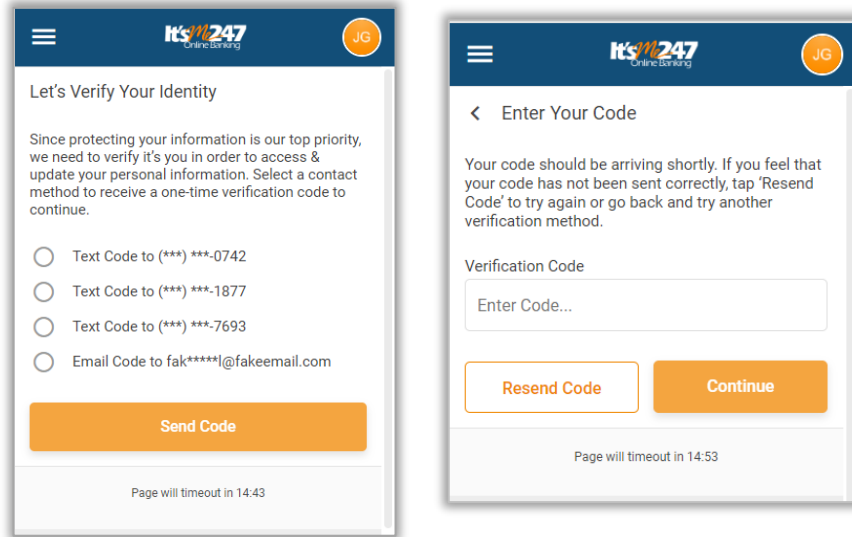 It's Me 247
Online Banking
JG
Let's Verify Your Identity
Since protecting your information is our top priority,
we need to verify it's you in order to access &
update your personal information. Select a contact
method to receive a one-time verification code to
continue.
Text Code to (***) ***-0742
Text Code to (***) ***-1877
Text Code to (***) ***-7693
Email Code to fak*****l@fakeemail.com
Send Code
Page will timeout in 14:43
It's Me 247
Online Banking
JG
Enter Your Code
Your code should be arriving shortly. If you feel that
your code has not been sent correctly, tap 'Resend
Code' to try again or go back and try another
verification method.
Verification Code
Enter Code...
Resend Code
Continue
Page will timeout in 14:53